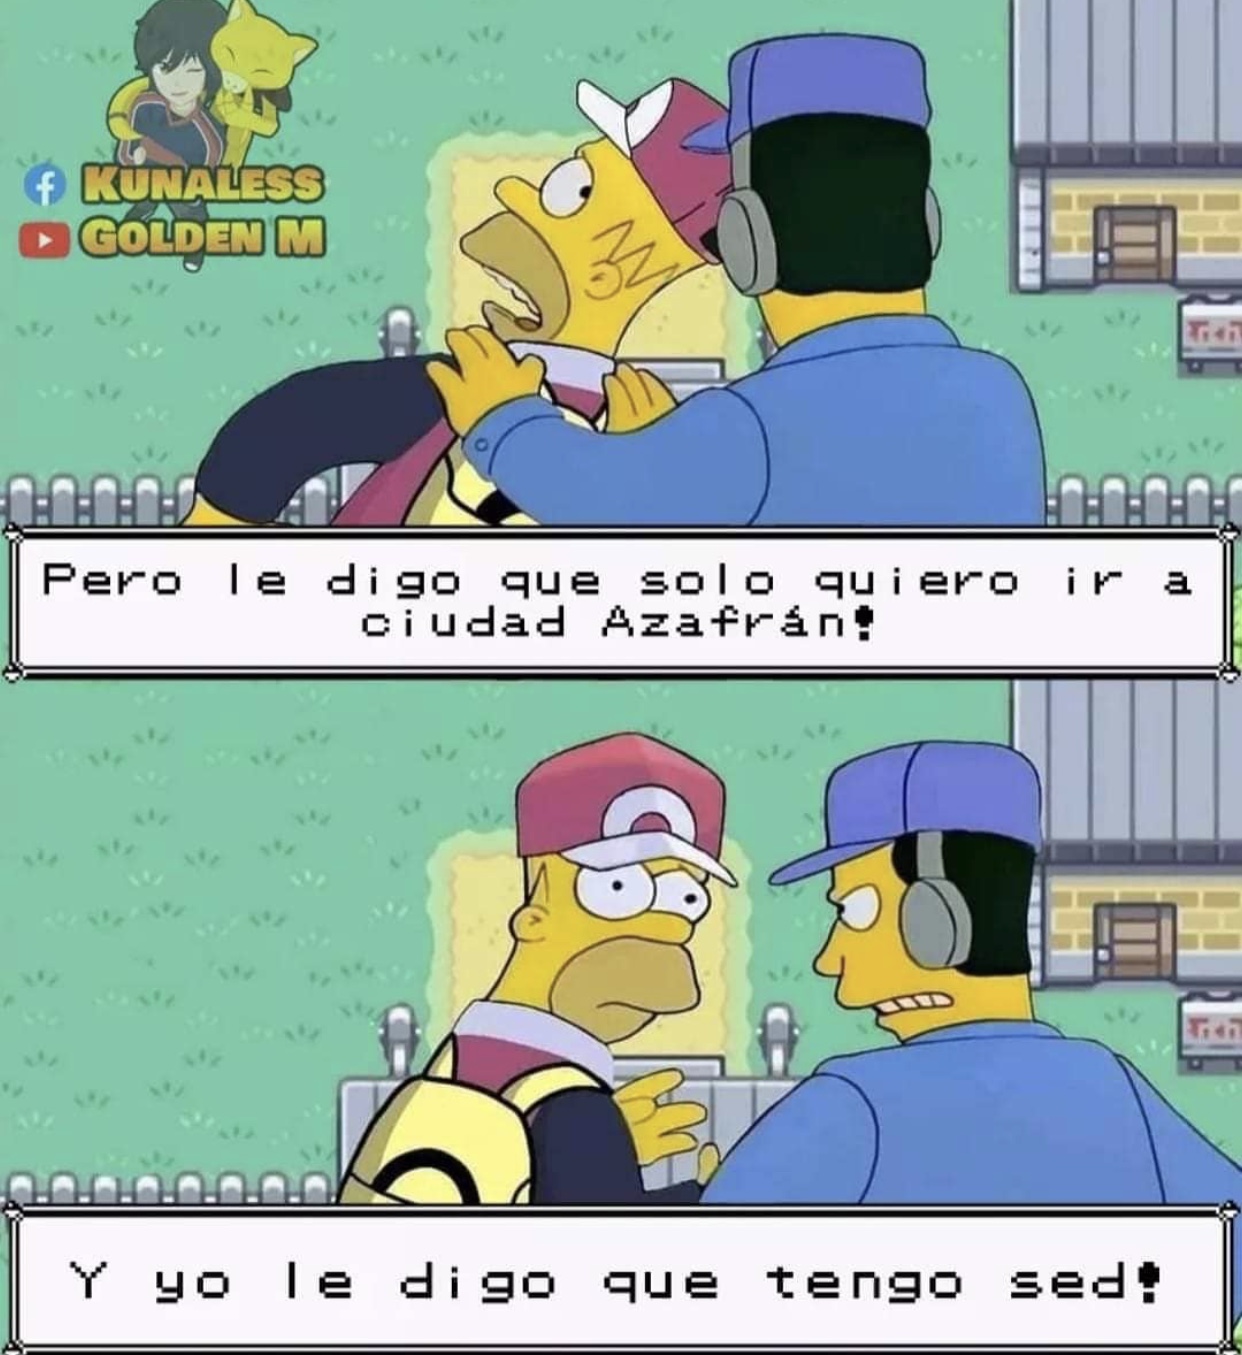 KUNALESS
GOLDEN M
Pero le digo que solo quiero ir a
ciudad Azafrán!
Y yo le digo que tengo sed!